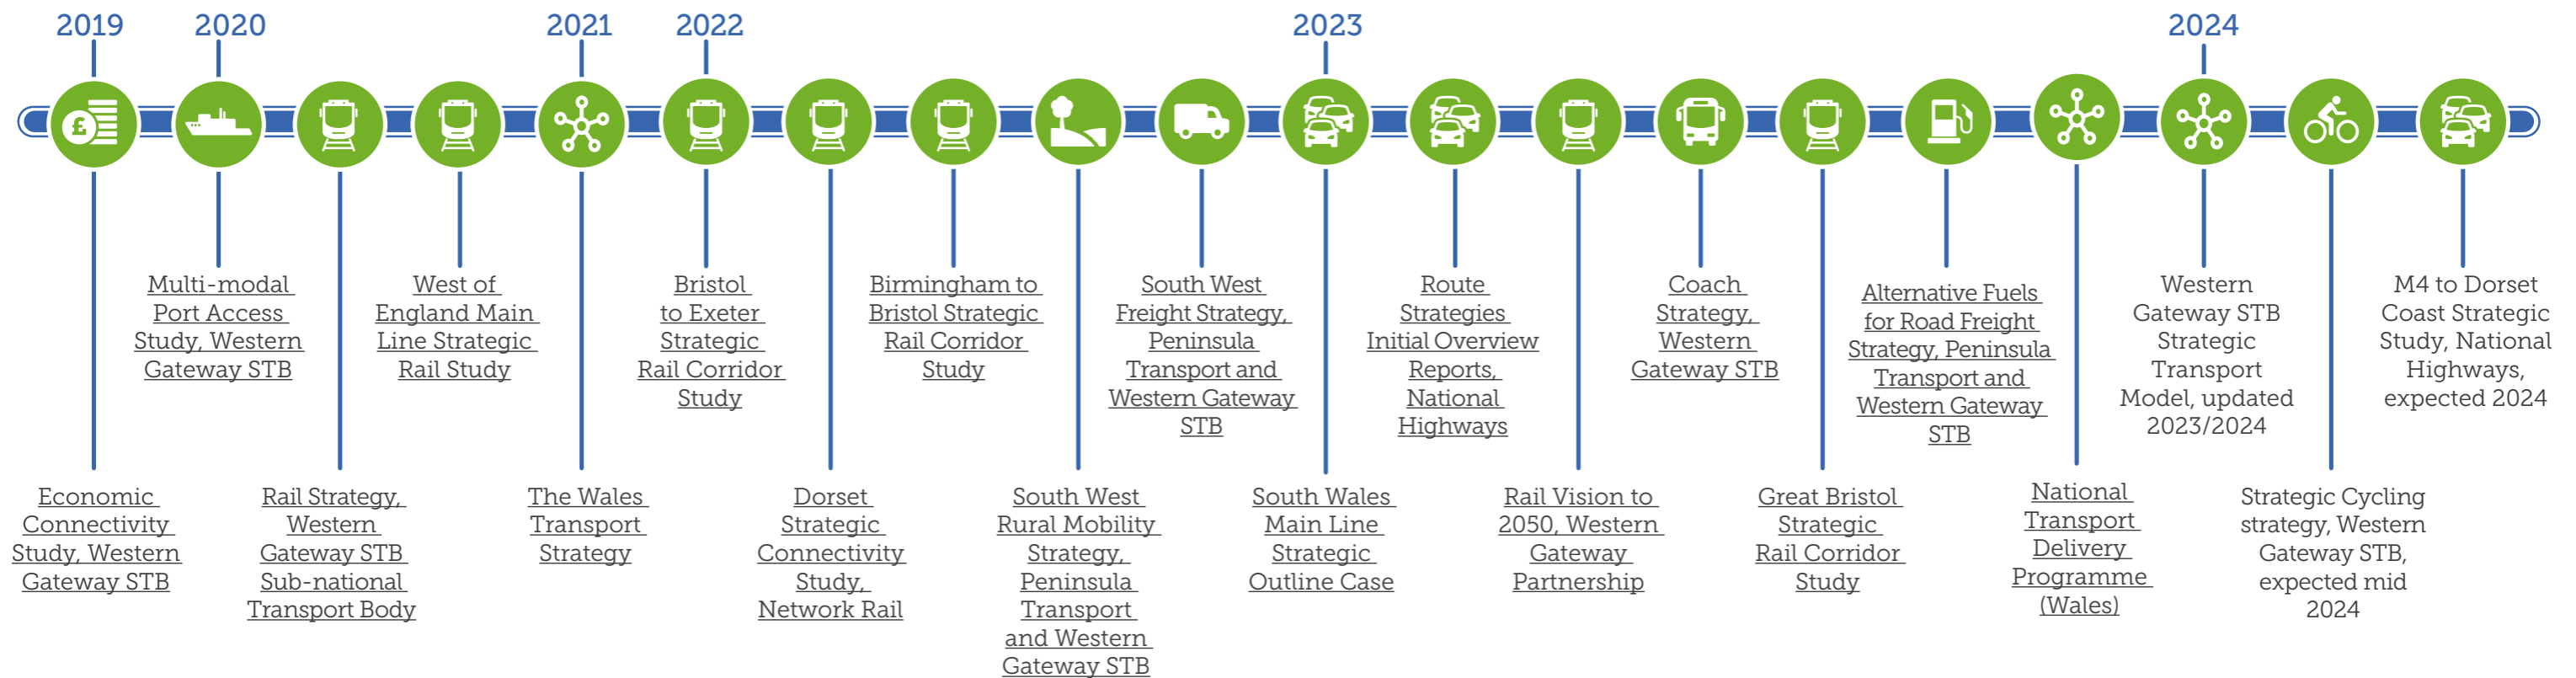 2019
2020
2021
2022
2023
2024
£
Economic
Connectivity
Study, Western
Gateway STB
Multi-modal
Port Access
Study, Western
Gateway STB
Rail Strategy,
Western
Gateway STB
Sub-national
Transport Body
West of
England Main
Line Strategic
Rail Study
The Wales
Transport
Strategy
Bristol
to Exeter
Strategic
Rail Corridor
Study
Dorset
Strategic
Connectivity
Study,
Network Rail
Birmingham to
Bristol Strategic
Rail Corridor
Study
South West
Rural Mobility
Strategy,
Peninsula
Transport
and Western
Gateway STB
South West
Freight Strategy,
Peninsula
Transport and
Western Gateway
STB
South Wales
Main Line
Strategic
Outline Case
Route
Strategies
Initial Overview
Reports,
National
Highways
Rail Vision to
2050, Western
Gateway
Partnership
Coach
Strategy,
Western
Gateway STB
Great Bristol
Strategic
Rail Corridor
Study
Alternative Fuels
for Road Freight
Strategy, Peninsula
Transport and
Western Gateway
STB
National
Transport
Delivery
Programme
(Wales)
Western
Gateway STB
Strategic
Transport
Model, updated
2023/2024
Strategic Cycling
strategy, Western
Gateway STB,
expected mid
2024
M4 to Dorset
Coast Strategic
Study, National
Highways,
expected 2024